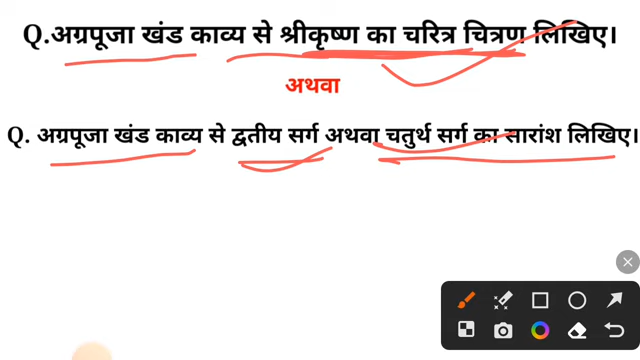 Q.अग्रपूजा खंड काव्य से श्रीकृष्ण का चरित्र चित्रण लिखिए।
अथवा
Q. अग्रपूजा खंड काव्य से द्वतीय सर्ग अथवा चतुर्थ सर्ग का सारांश लिखिए।